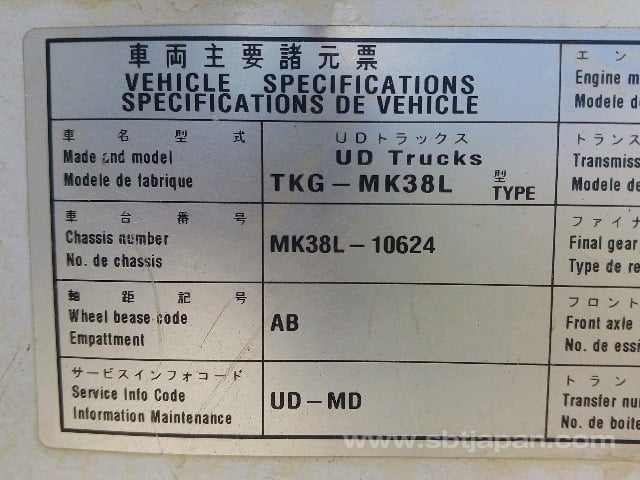 車両主要諸元票
VEHICLE SPECIFICATIONS
SPECIFICATIONS DE VEHICLE
車名型式
Made and model
Modele de fabrique
UDトラックス
UD Trucks
TKG-MK38L 型
TYPE
車台番号
Chassis number
No. de chassis
MK38L-10624
軸距記号
Wheel bease code
Empattment
AB
サービスインフォコード
Service Info Code
Information Maintenance
UD-MD
エン
Engine m
Modele de
トランス
Transmiss
Modele de
ファイナ
Final gear
Type de re
フロント
Front axle
No. de essi
トラン
Transfer nu
No. de boite
www.sbtjapan.com